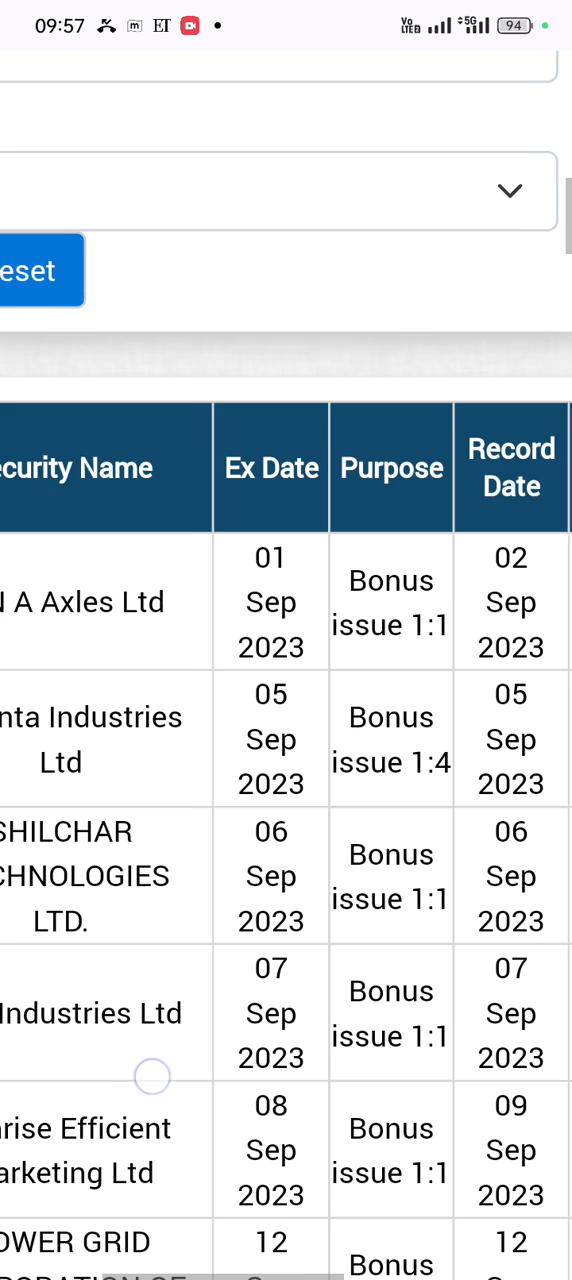 09:57 m ET Vo LTE2 5G 94
eset
ecurity Name Ex Date Purpose Record Date
A Axles Ltd 01 Sep 2023 Bonus issue 1:1 02 Sep 2023
nta Industries Ltd 05 Sep 2023 Bonus issue 1:4 05 Sep 2023
SHILCHAR CHNOLOGIES LTD. 06 Sep 2023 Bonus issue 1:1 06 Sep 2023
Industries Ltd 07 Sep 2023 Bonus issue 1:1 07 Sep 2023
rise Efficient arketing Ltd 08 Sep 2023 Bonus issue 1:1 09 Sep 2023
OWER GRID 12 Bonus 12